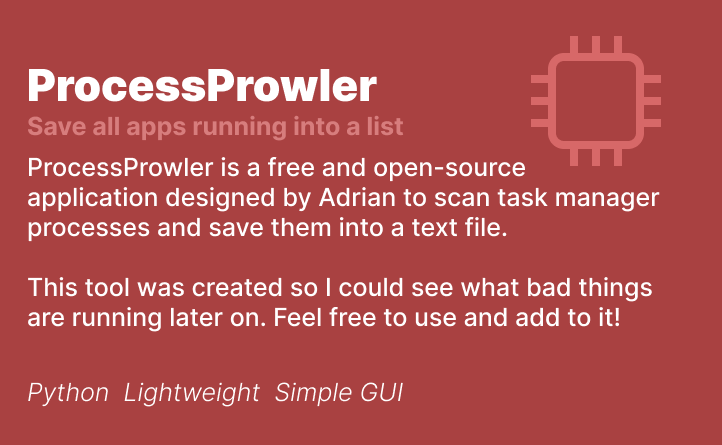 ProcessProwler
Save all apps running into a list
ProcessProwler is a free and open-source
application designed by Adrian to scan task manager
processes and save them into a text file.
This tool was created so I could see what bad things
are running later on. Feel free to use and add to it!
Python Lightweight Simple GUI